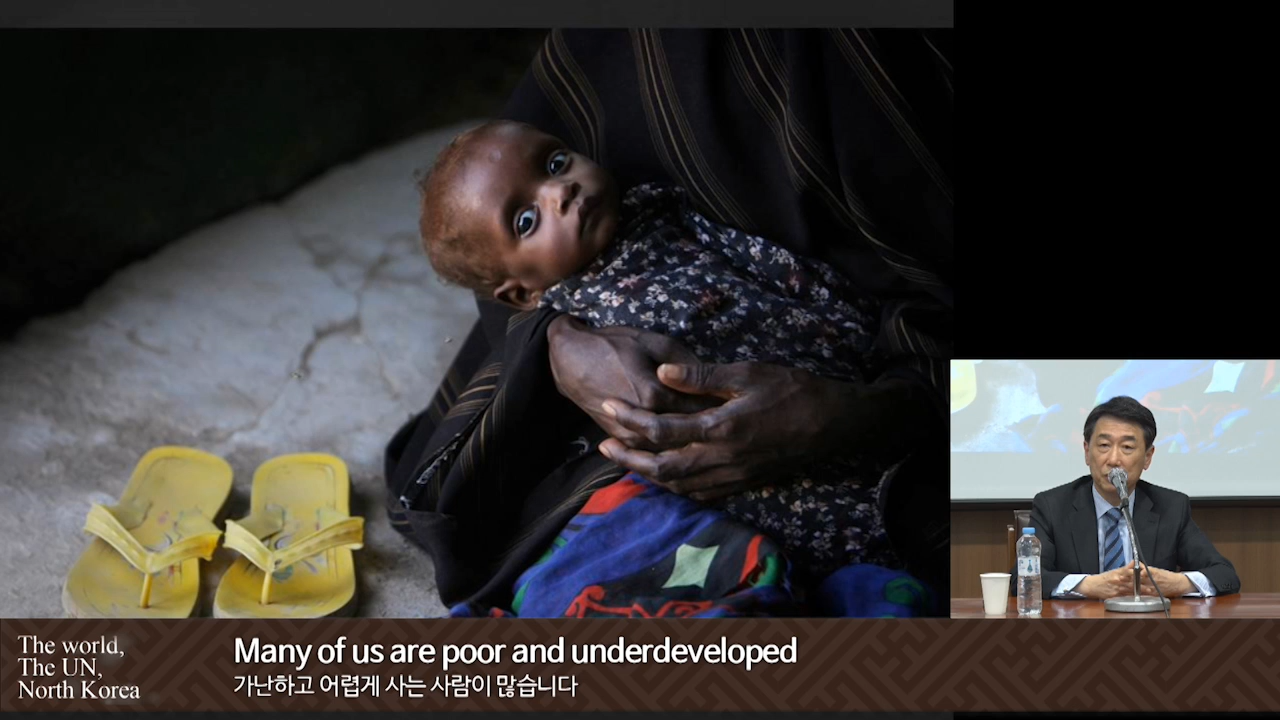 The world,
The UN,
North Korea
Many of us are poor and underdeveloped
가난하고 어렵게 사는 사람이 많습니다